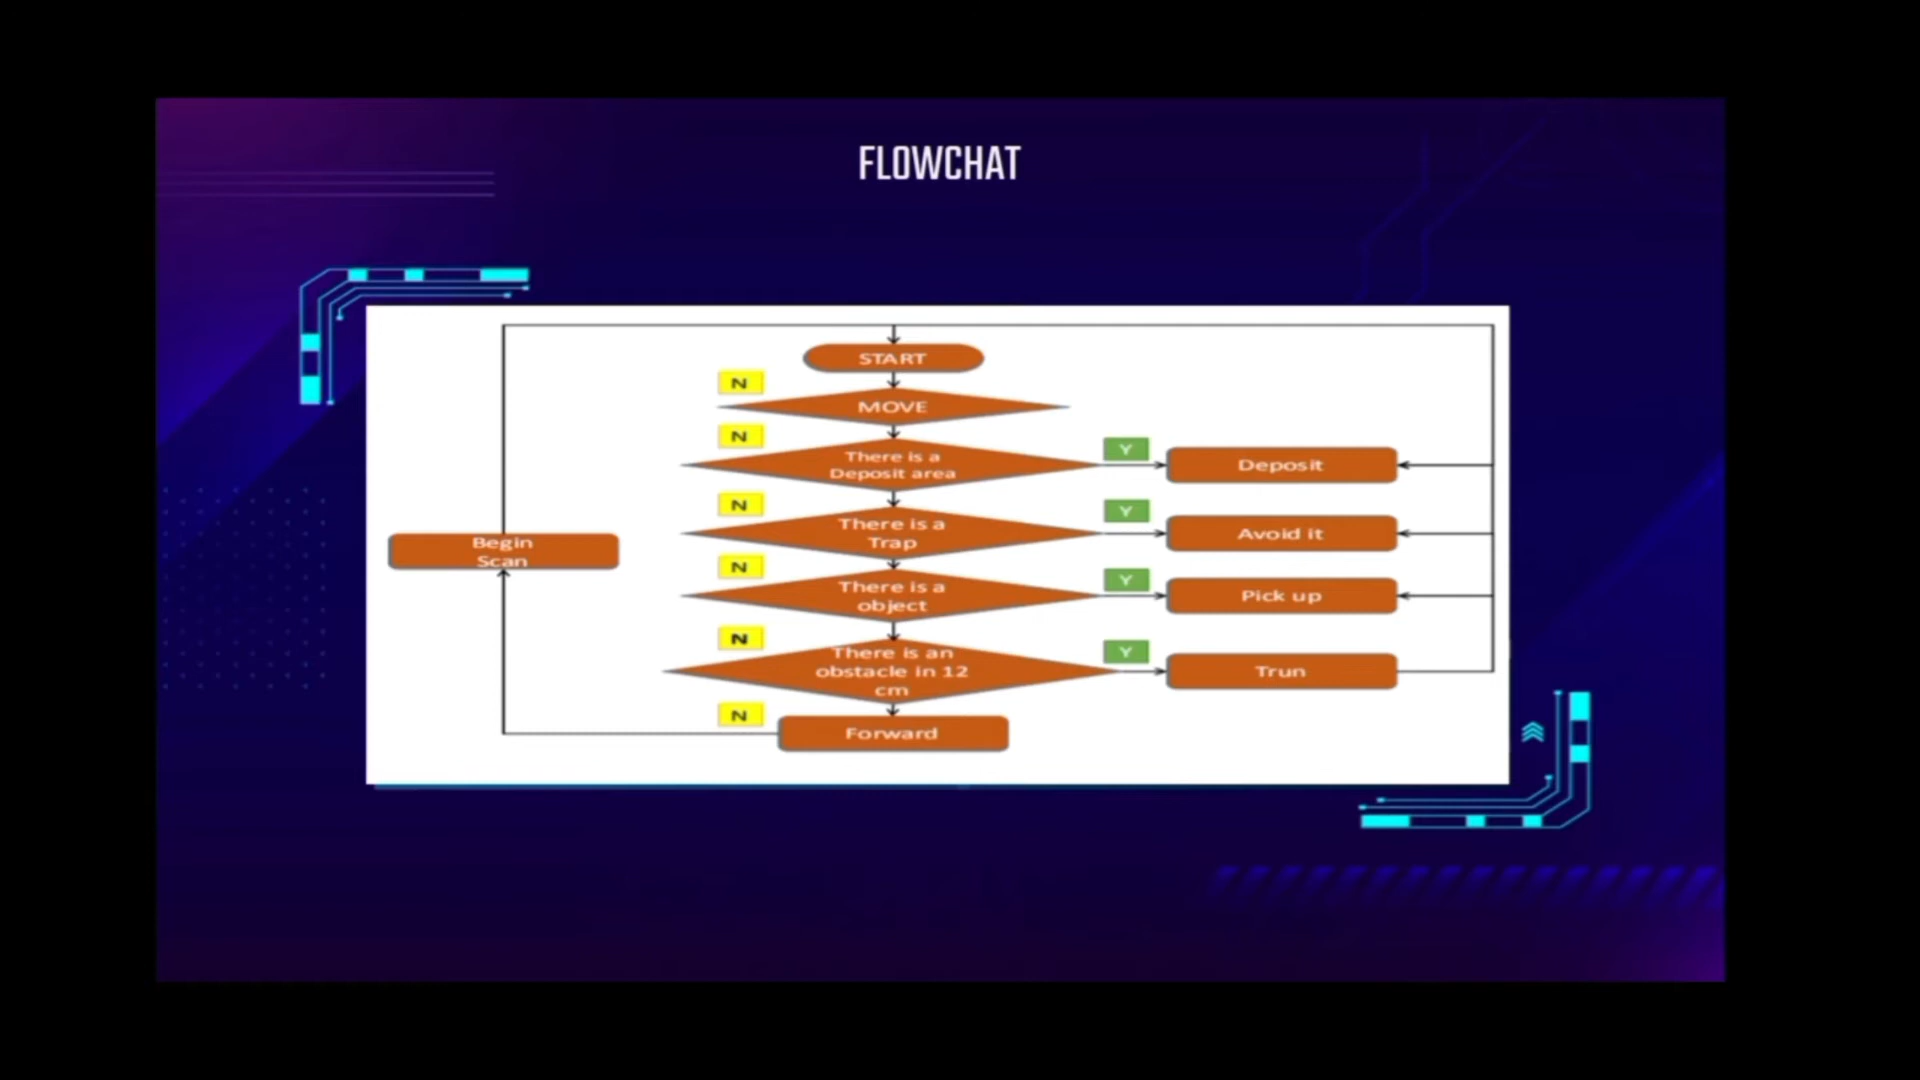 FLOWCHAT
START
N
MOVE
N
There is a
Deposit area
Y
Deposit
N
There is a
Trap
Y
Avoid it
Begin
Scan
N
There is a
object
Y
Pick up
N
There is an
obstacle in 12
cm
Y
Trun
N
Forward